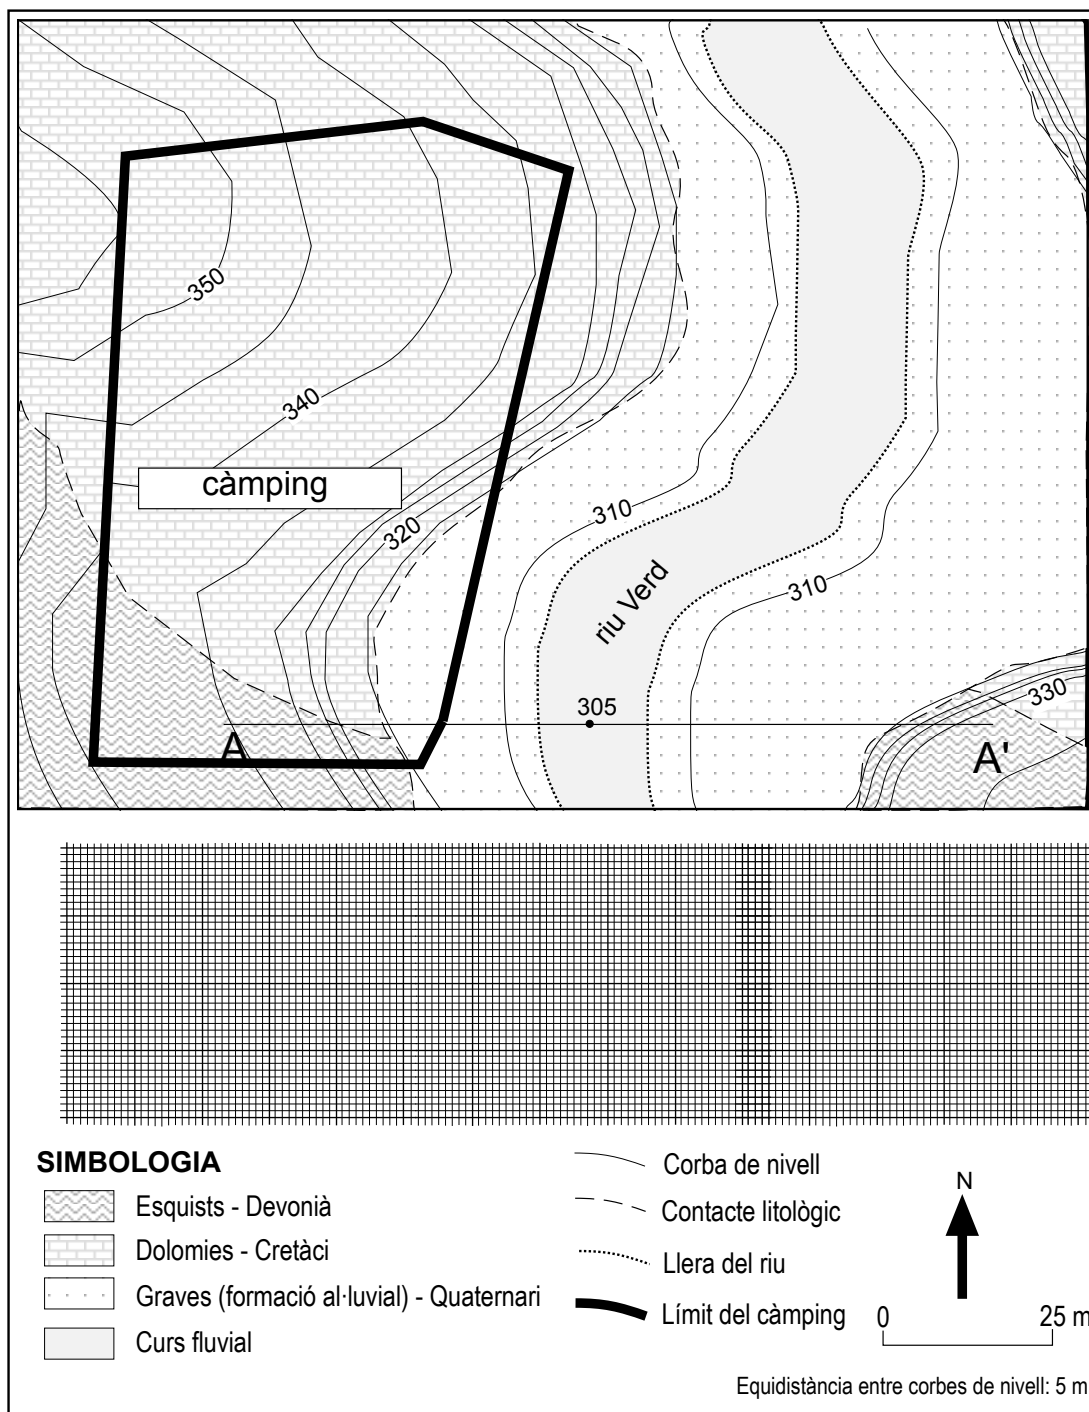 350
340
càmping
320
310
riu Verd
310
305
330
A
A'
SIMBOLOGIA
Esquists - Devonià
Dolomies - Cretàci
Graves (formació al·luvial) - Quaternari
Curs fluvial
Corba de nivell
Contacte litològic
Llera del riu
Límit del càmping
N
0 25 m
Equidistància entre corbes de nivell: 5 m